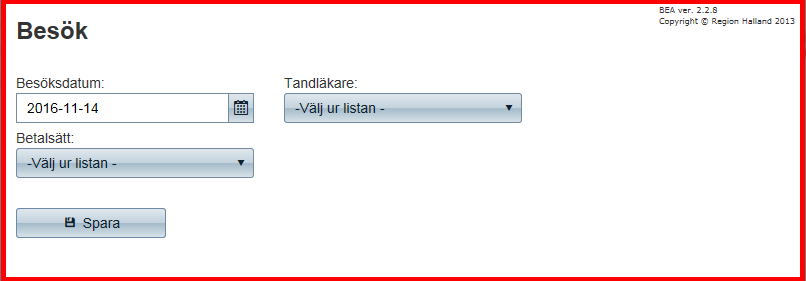 BEA ver. 2.2.8
Copyright © Region Halland 2013
Besök
Besöksdatum:
2016-11-14
Tandläkare:
-Välj ur listan -
Betalsätt:
-Välj ur listan -
Spara